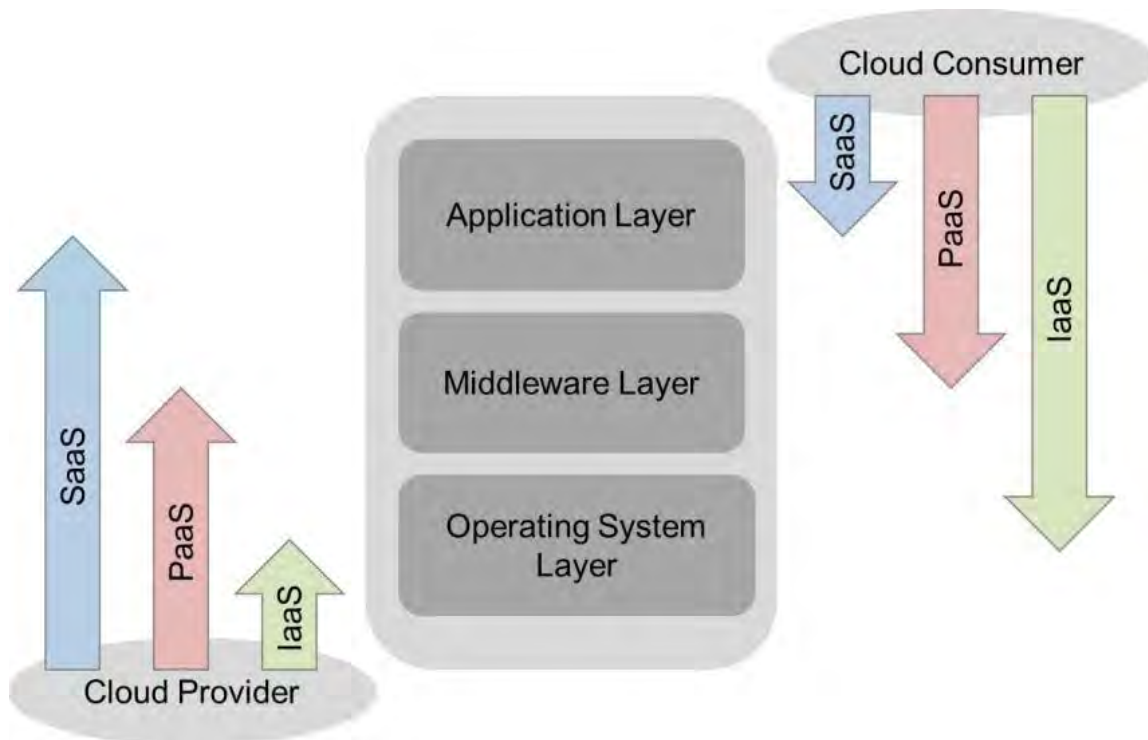 Cloud Consumer
SaaS
PaaS
IaaS
Application Layer
Middleware Layer
Operating System
Layer
SaaS
PaaS
IaaS
Cloud Provider